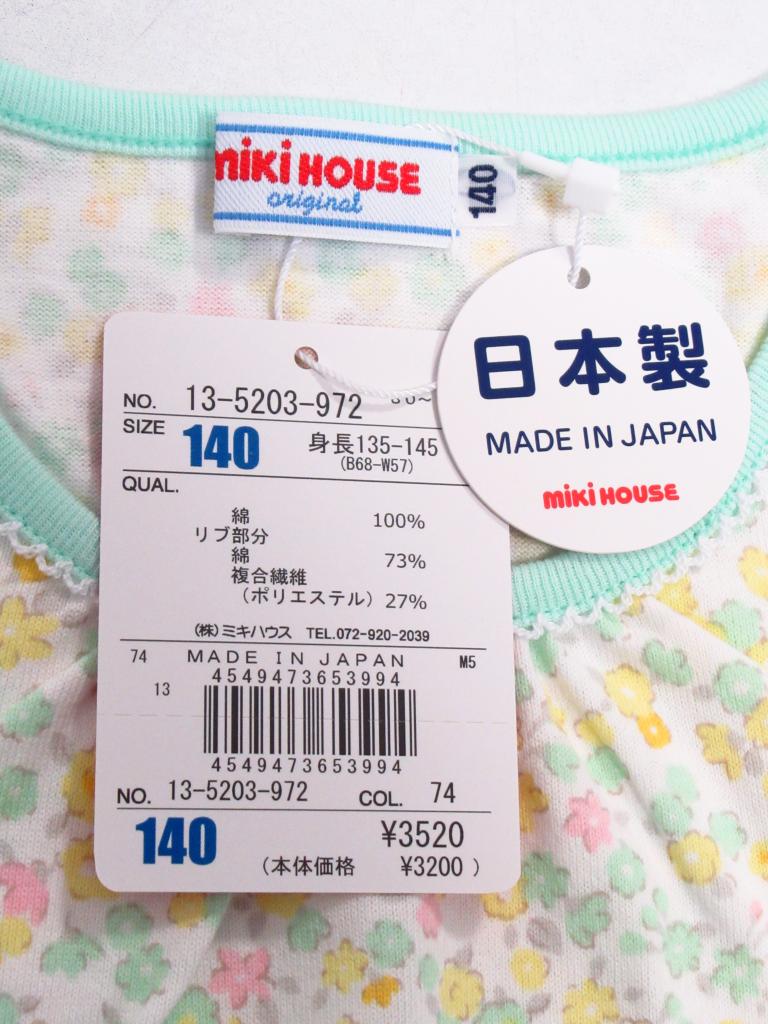 miki HOUSE
original
140
日本製
MADE IN JAPAN
miki HOUSE
NO. 13-5203-972
SIZE 140 身長135-145
(B68-W57)
QUAL.
綿 100%
リブ部分
綿 73%
複合繊維
(ポリエステル) 27%
(株)ミキハウス TEL.072-920-2039
74 MADE IN JAPAN M5
4549473653994
13
4549473653994
NO. 13-5203-972 COL. 74
140 ¥3520
(本体価格 ¥3200)